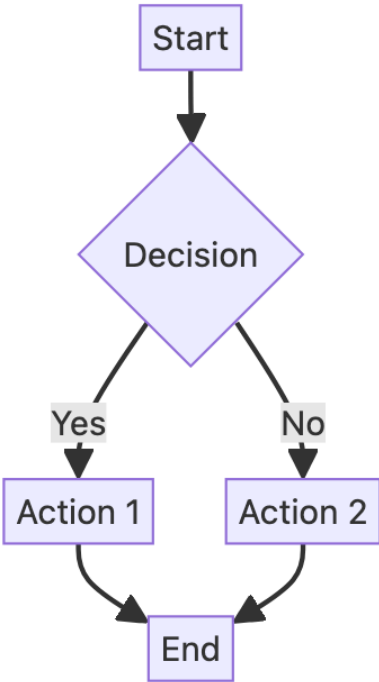 Start
Decision
Yes
No
Action 1
Action 2
End